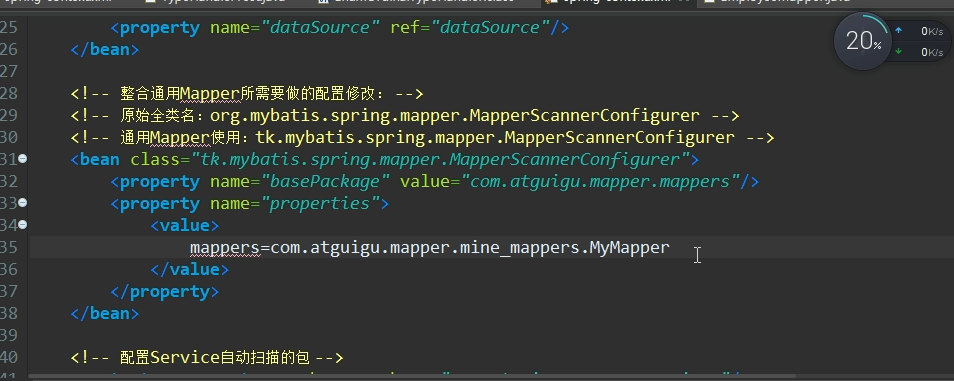 25 <property name="dataSource" ref="dataSource"/>
26 </bean>
27
28 <!-- 整合通用Mapper所需要做的配置修改: -->
29 <!-- 原始全类名:org.mybatis.spring.mapper.MapperScannerConfigurer -->
30 <!-- 通用Mapper使用:tk.mybatis.spring.mapper.MapperScannerConfigurer -->
31 <bean class="tk.mybatis.spring.mapper.MapperScannerConfigurer">
32 <property name="basePackage" value="com.atguigu.mapper.mappers"/>
33 <property name="properties">
34 <value>
35 mappers=com.atguigu.mapper.mine_mappers.MyMapper
36 </value>
37 </property>
38 </bean>
39
40 <!-- 配置Service自动扫描的包 -->
20%
0K/s
0K/s